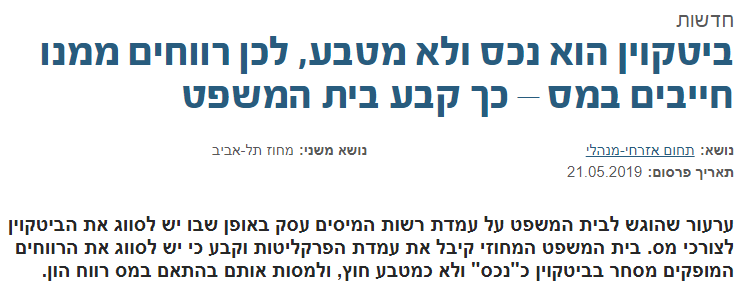 חדשות
ביטקוין הוא נכס ולא מטבע, לכן רווחים ממנו
חייבים במס – כך קבע בית המשפט
נושא: תחום אזרחי-מנהלי נושא משני: מחוז תל-אביב
תאריך פרסום: 21.05.2019
ערעור שהוגש לבית המשפט על עמדת רשות המיסים עסק באופן שבו יש לסווג את הביטקוין
לצורכי מס. בית המשפט המחוזי קיבל את עמדת הפרקליטות וקבע כי יש לסווג את הרווחים
המופקים מסחר בביטקוין כ"נכס" ולא כמטבע חוץ, ולמסות אותם בהתאם במס רווח הון.